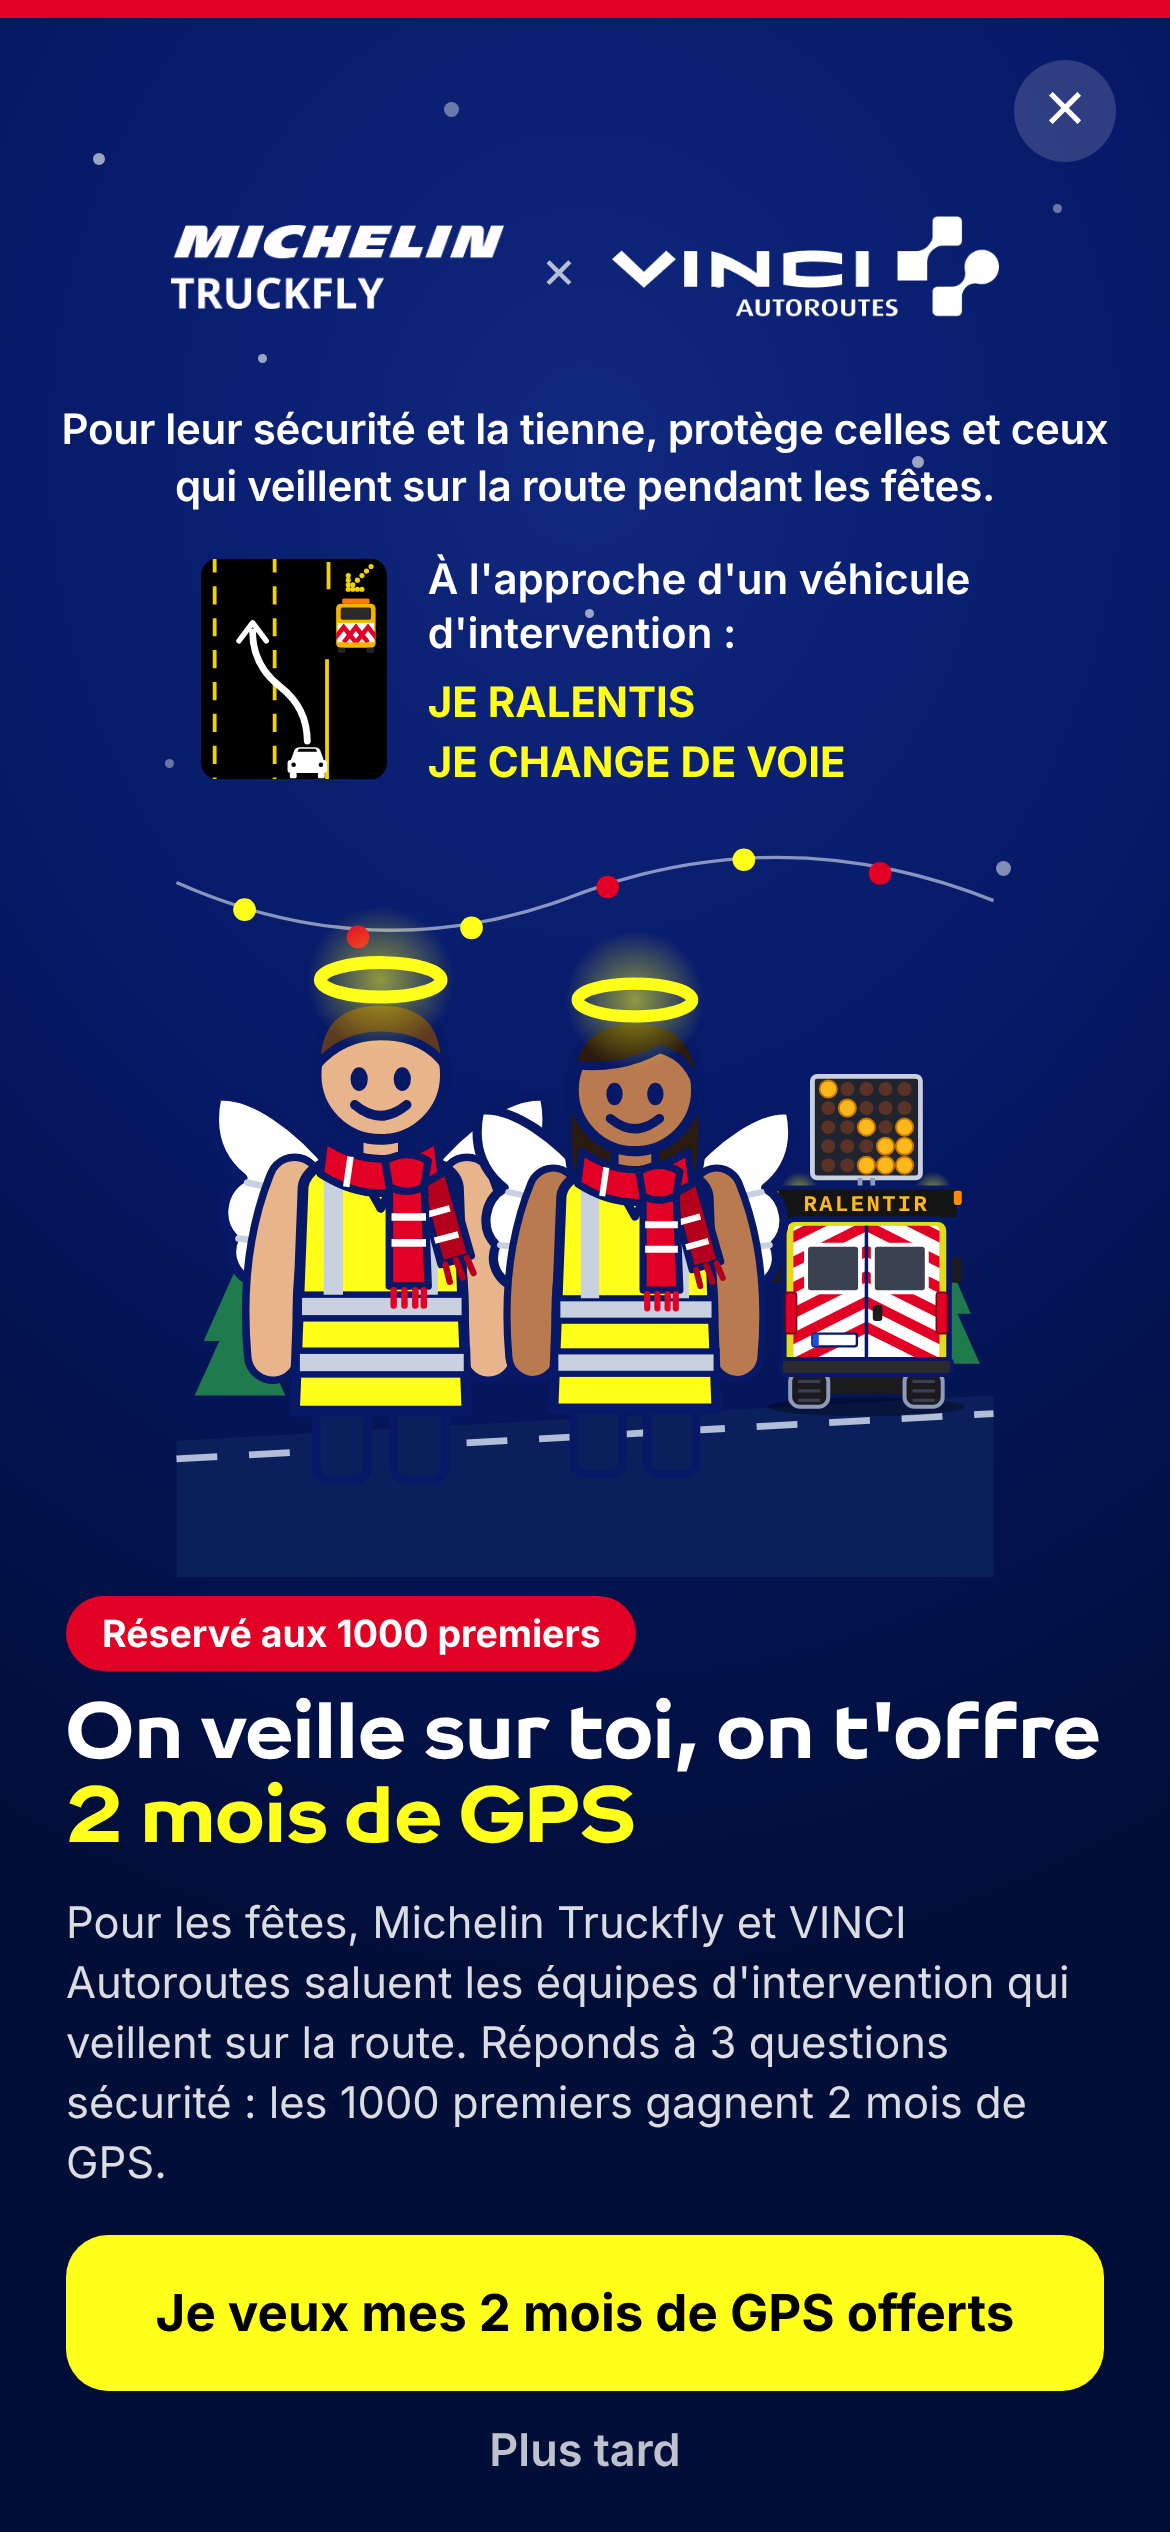 MICHELIN
TRUCKFLY
×
VINCI
AUTOROUTES
Pour leur sécurité et la tienne, protège celles et ceux
qui veillent sur la route pendant les fêtes.
À l'approche d'un véhicule
d'intervention :
JE RALENTIS
JE CHANGE DE VOIE
RALENTIR
Réservé aux 1000 premiers
On veille sur toi, on t'offre
2 mois de GPS
Pour les fêtes, Michelin Truckfly et VINCI
Autoroutes saluent les équipes d'intervention qui
veillent sur la route. Réponds à 3 questions
sécurité : les 1000 premiers gagnent 2 mois de
GPS.
Je veux mes 2 mois de GPS offerts
Plus tard